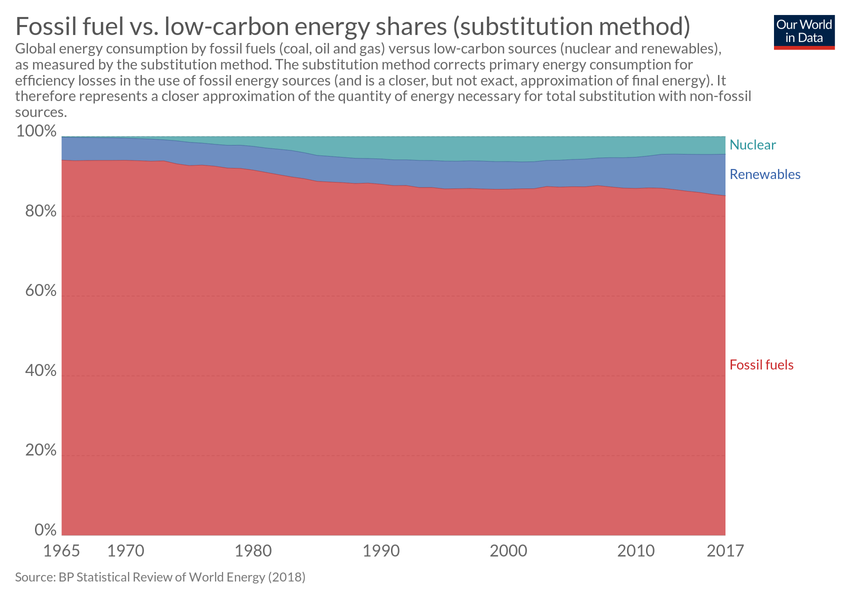 Fossil fuel vs. low-carbon energy shares (substitution method)
Our World
in Data
Global energy consumption by fossil fuels (coal, oil and gas) versus low-carbon sources (nuclear and renewables),
as measured by the substitution method. The substitution method corrects primary energy consumption for
efficiency losses in the use of fossil energy sources (and is a closer, but not exact, approximation of final energy). It
therefore represents a closer approximation of the quantity of energy necessary for total substitution with non-fossil
sources.
100%
Nuclear
Renewables
80%
60%
40%
Fossil fuels
20%
0%
1965 1970 1980 1990 2000 2010 2017
Source: BP Statistical Review of World Energy (2018)